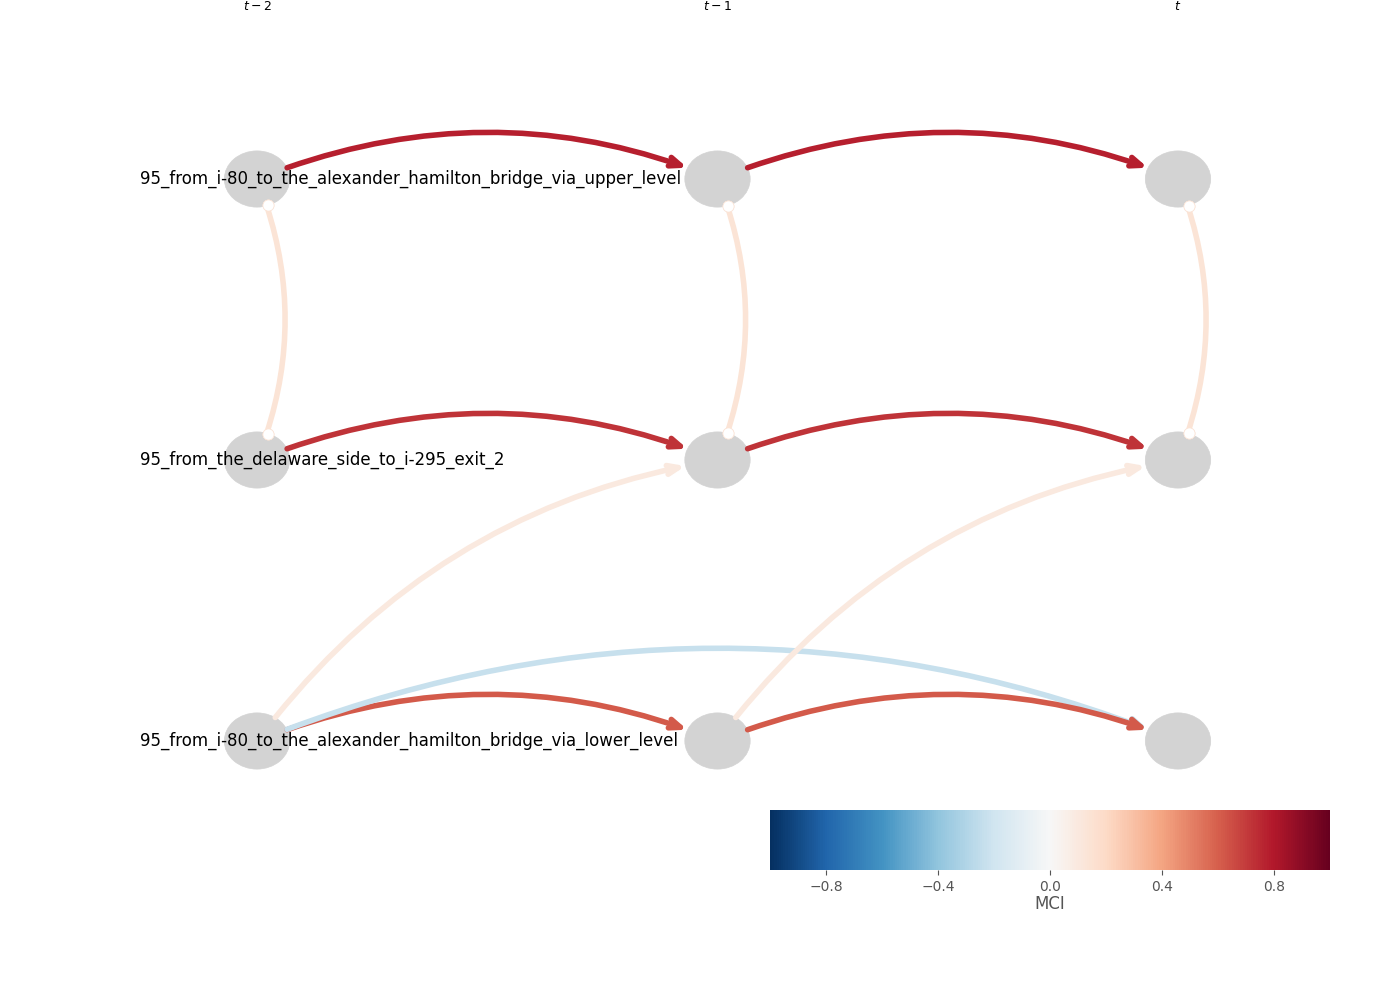 t − 2 t − 1 t
95_from_i-80_to_the_alexander_hamilton_bridge_via_upper_level
95_from_the_delaware_side_to_i-295_exit_2
95_from_i-80_to_the_alexander_hamilton_bridge_via_lower_level
−0.8 −0.4 0.0 0.4 0.8
MCI